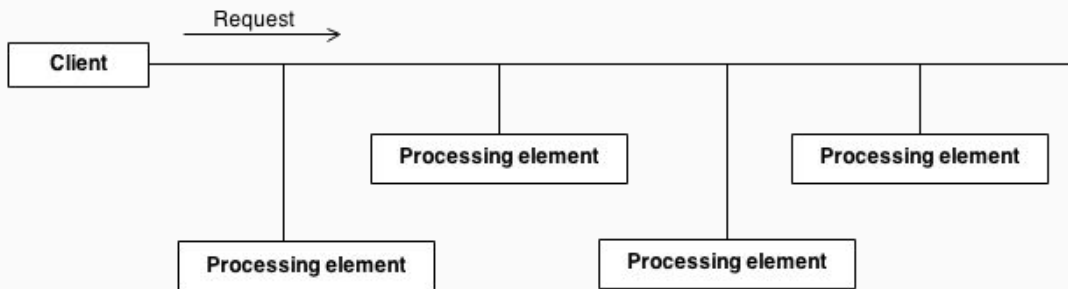 Request
Client
Processing element
Processing element
Processing element
Processing element